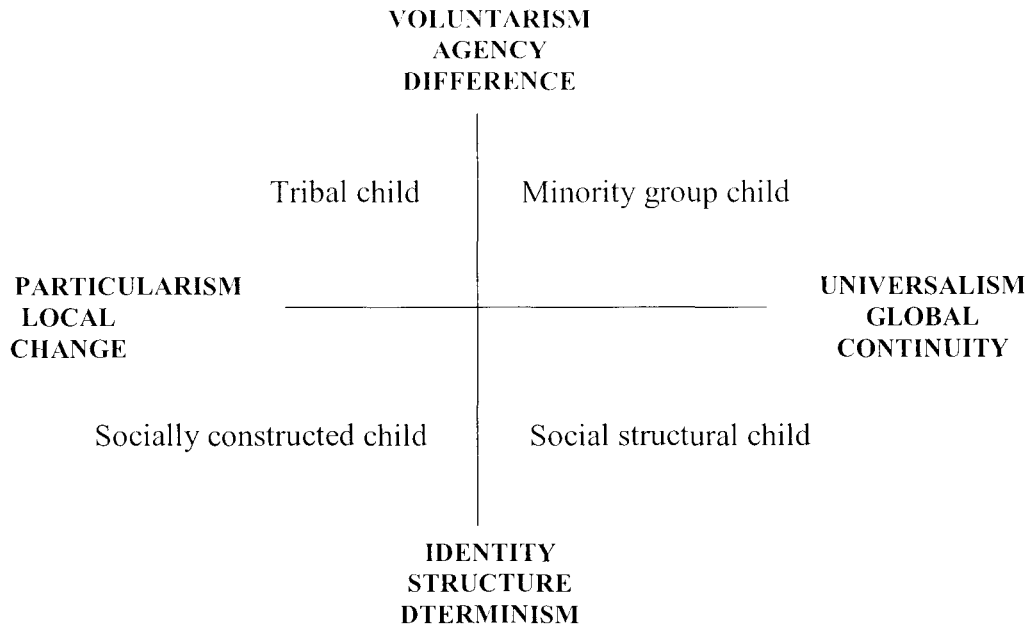 VOLUNTARISM
AGENCY
DIFFERENCE
Tribal child
Minority group child
PARTICULARISM
LOCAL
CHANGE
UNIVERSALISM
GLOBAL
CONTINUITY
Socially constructed child
Social structural child
IDENTITY
STRUCTURE
DTERMINISM